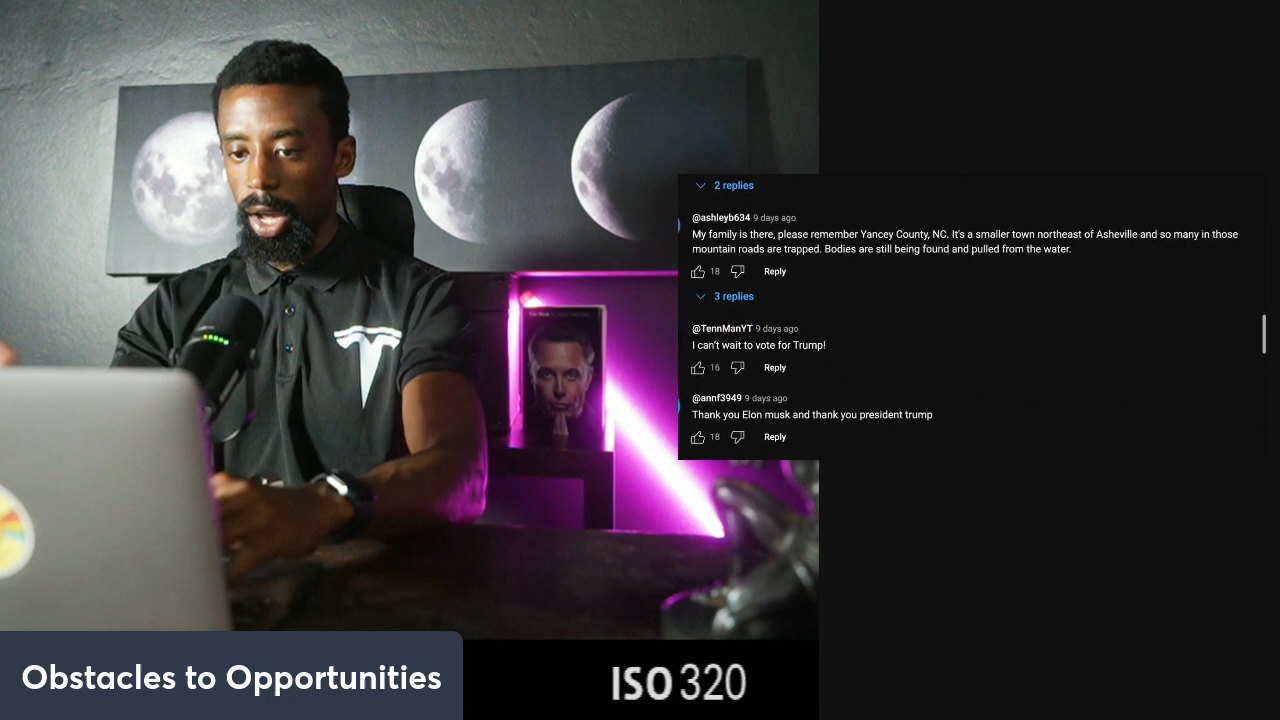 2 replies
@ashleyb634 9 days ago
My family is there, please remember Yancey County, NC. It's a smaller town northeast of Asheville and so many in those
mountain roads are trapped. Bodies are still being found and pulled from the water.
18 Reply
3 replies
@TennManYT 9 days ago
I can't wait to vote for Trump!
16 Reply
@annf3949 9 days ago
Thank you Elon musk and thank you president trump
18 Reply
Obstacles to Opportunities
ISO 320